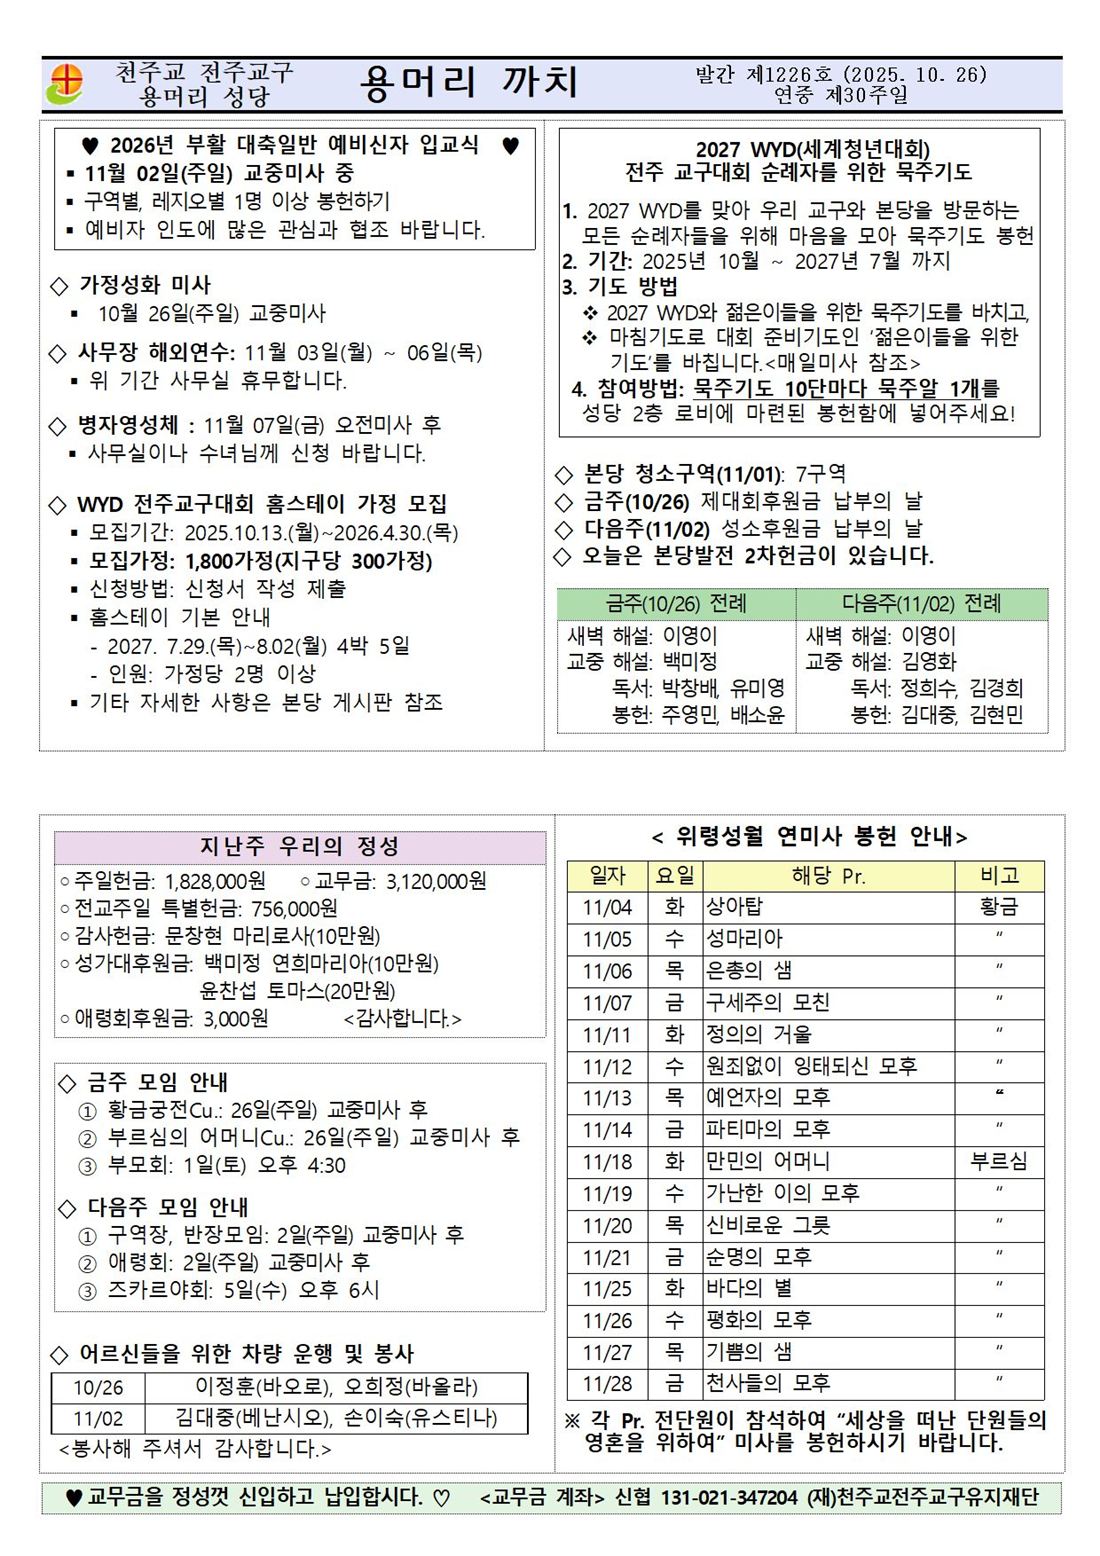 천주교 전주교구
용머리 성당
용머리 까치
발간 제1226호 (2025. 10. 26)
연중 제30주일
♥ 2026년 부활 대축일반 예비신자 입교식 ♥
▪ 11월 02일(주일) 교중미사 중
▪ 구역별, 레지오별 1명 이상 봉헌하기
▪ 예비자 인도에 많은 관심과 협조 바랍니다.
◇ 가정성화 미사
▪ 10월 26일(주일) 교중미사
◇ 사무장 해외연수: 11월 03일(월) ~ 06일(목)
▪ 위 기간 사무실 휴무합니다.
◇ 병자영성체 : 11월 07일(금) 오전미사 후
▪ 사무실이나 수녀님께 신청 바랍니다.
◇ WYD 전주교구대회 홈스테이 가정 모집
▪ 모집기간: 2025.10.13.(월)~2026.4.30.(목)
▪ 모집가정: 1,800가정(지구당 300가정)
▪ 신청방법: 신청서 작성 제출
▪ 홈스테이 기본 안내
- 2027. 7.29.(목)~8.02(월) 4박 5일
- 인원: 가정당 2명 이상
▪ 기타 자세한 사항은 본당 게시판 참조
2027 WYD(세계청년대회)
전주 교구대회 순례자를 위한 묵주기도
1. 2027 WYD를 맞아 우리 교구와 본당을 방문하는
모든 순례자들을 위해 마음을 모아 묵주기도 봉헌
2. 기간: 2025년 10월 ~ 2027년 7월 까지
3. 기도 방법
❖ 2027 WYD와 젊은이들을 위한 묵주기도를 바치고,
❖ 마침기도로 대회 준비기도인 ‘젊은이들을 위한
기도’를 바칩니다.<매일미사 참조>
4. 참여방법: 묵주기도 10단마다 묵주알 1개를
성당 2층 로비에 마련된 봉헌함에 넣어주세요!
◇ 본당 청소구역(11/01): 7구역
◇ 금주(10/26) 제대회후원금 납부의 날
◇ 다음주(11/02) 성소후원금 납부의 날
◇ 오늘은 본당발전 2차헌금이 있습니다.
금주(10/26) 전례 다음주(11/02) 전례
새벽 해설: 이영이 새벽 해설: 이영이
교중 해설: 백미정 교중 해설: 김영화
독서: 박창배, 유미영 독서: 정희수, 김경희
봉헌: 주영민, 배소윤 봉헌: 김대중, 김현민
지난주 우리의 정성
○ 주일헌금: 1,828,000원 ○ 교무금: 3,120,000원
○ 전교주일 특별헌금: 756,000원
○ 감사헌금: 문창현 마리로사(10만원)
○ 성가대후원금: 백미정 연희마리아(10만원)
윤찬섭 토마스(20만원)
○ 애령회후원금: 3,000원 <감사합니다.>
◇ 금주 모임 안내
① 황금궁전Cu.: 26일(주일) 교중미사 후
② 부르심의 어머니Cu.: 26일(주일) 교중미사 후
③ 부모회: 1일(토) 오후 4:30
◇ 다음주 모임 안내
① 구역장, 반장모임: 2일(주일) 교중미사 후
② 애령회: 2일(주일) 교중미사 후
③ 즈카르야회: 5일(수) 오후 6시
◇ 어르신들을 위한 차량 운행 및 봉사
10/26 이정훈(바오로), 오희정(바울라)
11/02 김대중(베난시오), 손이숙(유스티나)
<봉사해 주셔서 감사합니다.>
< 위령성월 연미사 봉헌 안내>
일자 요일 해당 Pr. 비고
11/04 화 상아탑 황금
11/05 수 성마리아 〃
11/06 목 은총의 샘 〃
11/07 금 구세주의 모친 〃
11/11 화 정의의 거울 〃
11/12 수 원죄없이 잉태되신 모후 〃
11/13 목 예언자의 모후 “
11/14 금 파티마의 모후 〃
11/18 화 만민의 어머니 부르심
11/19 수 가난한 이의 모후 〃
11/20 목 신비로운 그릇 〃
11/21 금 순명의 모후 〃
11/25 화 바다의 별 〃
11/26 수 평화의 모후 〃
11/27 목 기쁨의 샘 〃
11/28 금 천사들의 모후 〃
※ 각 Pr. 전단원이 참석하여 “세상을 떠난 단원들의
영혼을 위하여” 미사를 봉헌하시기 바랍니다.
♥ 교무금을 정성껏 신입하고 납입합시다. ♡ <교무금 계좌> 신협 131-021-347204 (재)천주교전주교구유지재단